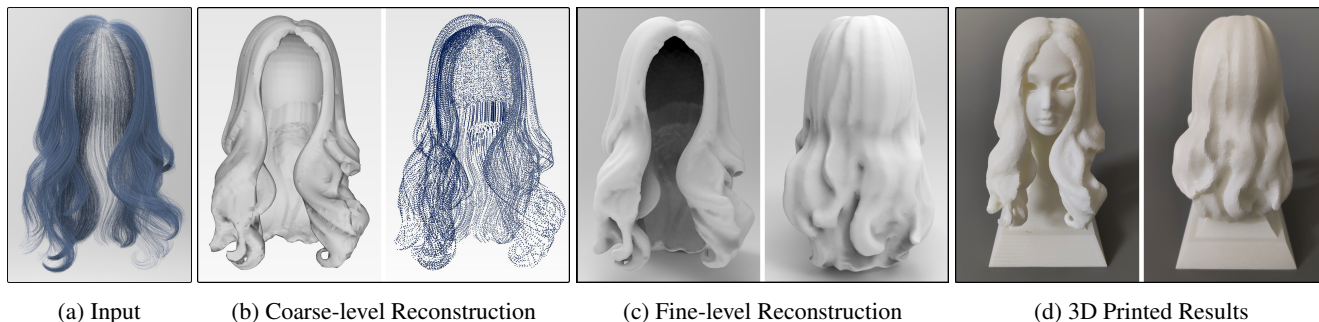 (a) Input
(b) Coarse-level Reconstruction
(c) Fine-level Reconstruction
(d) 3D Printed Results